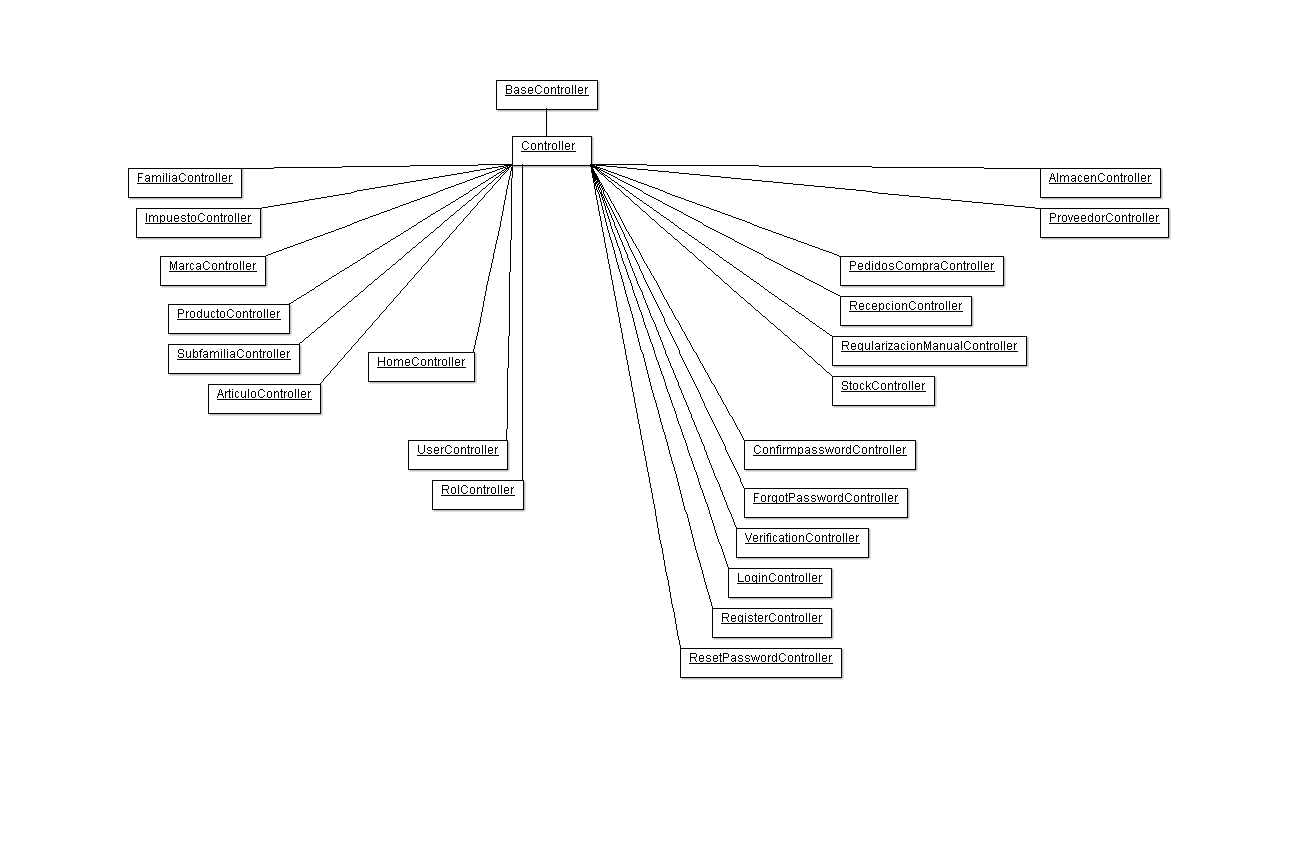 BaseController
Controller
FamiliaController
AlmacenController
ImpuestoController
ProveedorController
MarcaController
PedidosCompraController
RecepcionController
ProductoController
RegularizacionManualController
SubfamiliaController
HomeController
StockController
ArticuloController
UserController
ConfirmpasswordController
RolController
ForgotPasswordController
VerificationController
LoginController
RegisterController
ResetPasswordController